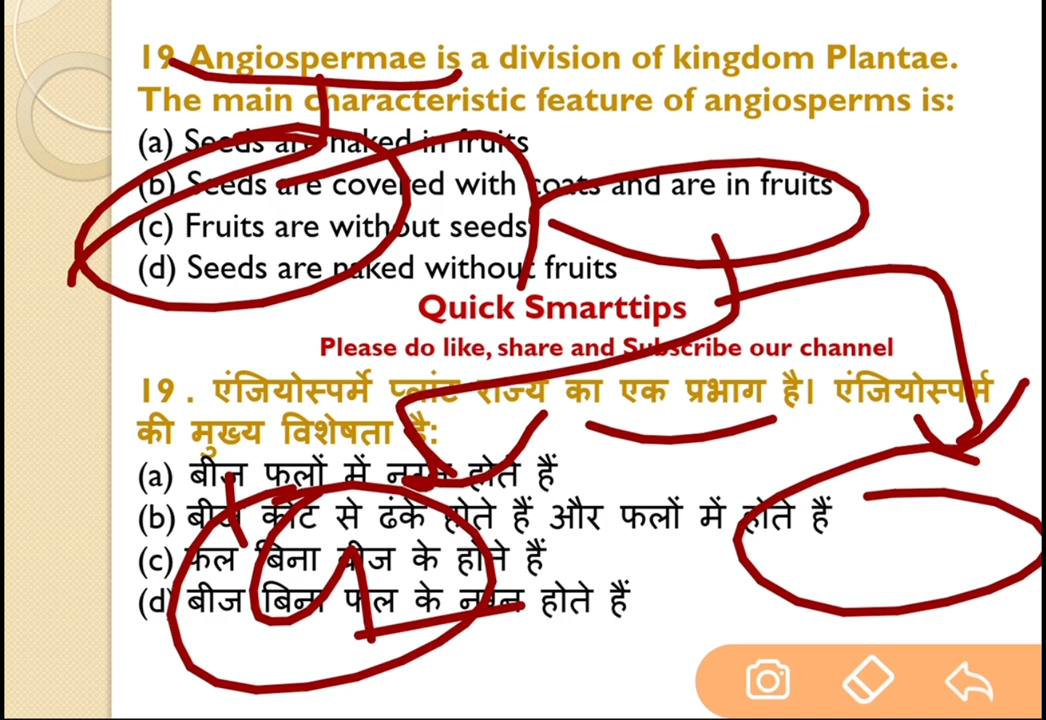 19 Angiospermae is a division of kingdom Plantae.
The main characteristic feature of angiosperms is:
(a) Seeds are naked in fruits
(b) Seeds are covered with coats and are in fruits
(c) Fruits are without seeds
(d) Seeds are naked without fruits
Quick Smarttips
Please do like, share and Subscribe our channel
19 . एंजियोस्पर्मे प्लांट राज्य का एक प्रभाग है। एंजियोस्पर्म
की मुख्य विशेषता है:
(a) बीज फलों में नग्न होते हैं
(b) बीज कोट से ढंके होते हैं और फलों में होते हैं
(c) फल बिना बीज के होते हैं
(d) बीज बिना फल के नग्न होते हैं